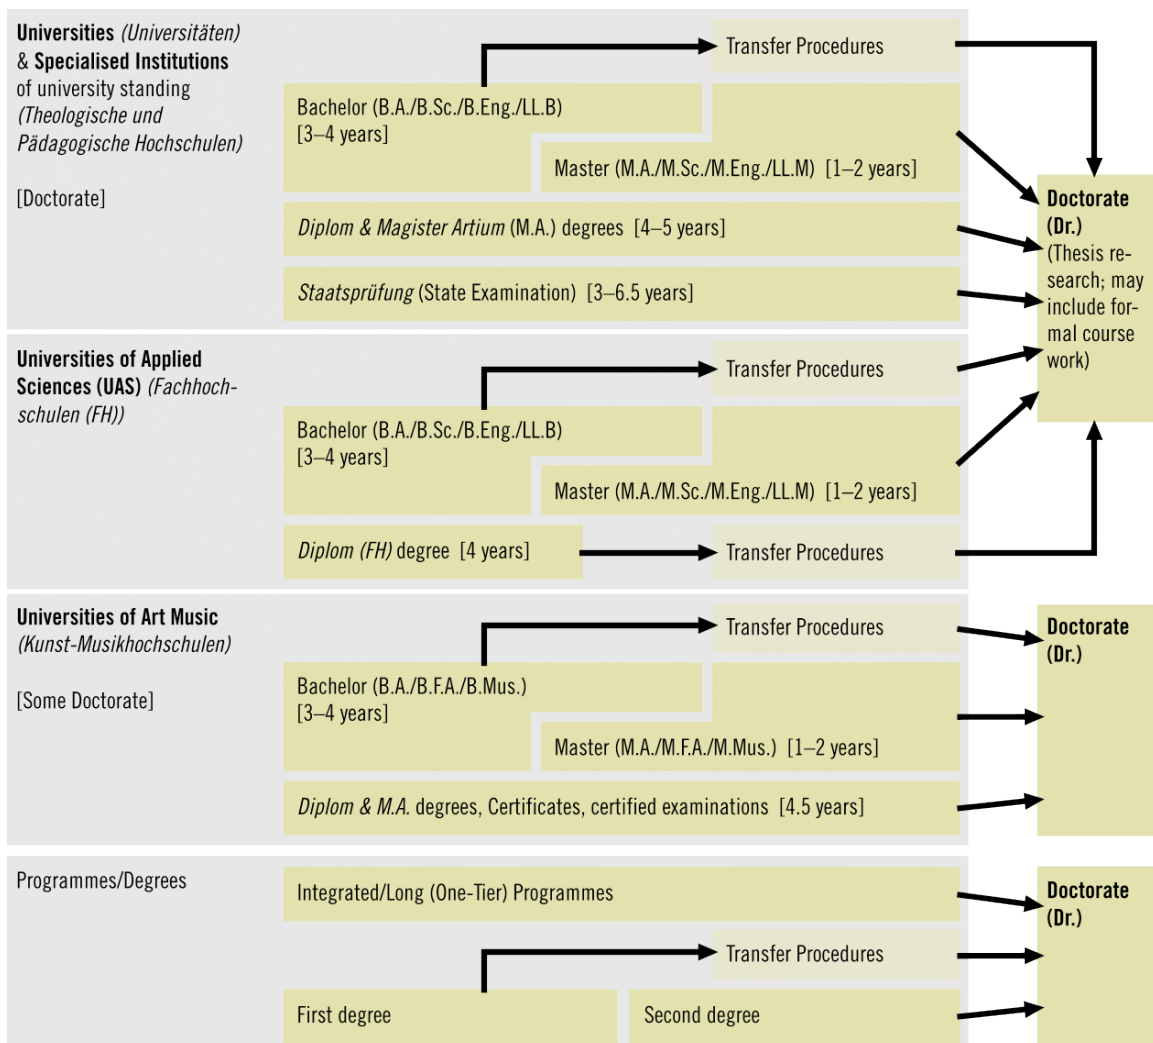 Universities (Universitäten)
& Specialised Institutions
of university standing
(Theologische und
Pädagogische Hochschulen)
[Doctorate]
Transfer Procedures
Bachelor (B.A./B.Sc./B.Eng./LL.B)
[3–4 years]
Master (M.A./M.Sc./M.Eng./LL.M) [1–2 years]
Diplom & Magister Artium (M.A.) degrees [4–5 years]
Staatsprüfung (State Examination) [3–6.5 years]
Doctorate
(Dr.)
(Thesis re-
search; may
include for-
mal course
work)
Universities of Applied
Sciences (UAS) (Fachhoch-
schulen (FH))
Transfer Procedures
Bachelor (B.A./B.Sc./B.Eng./LL.B)
[3–4 years]
Master (M.A./M.Sc./M.Eng./LL.M) [1–2 years]
Diplom (FH) degree [4 years]
Transfer Procedures
Universities of Art Music
(Kunst-Musikhochschulen)
[Some Doctorate]
Transfer Procedures
Bachelor (B.A./B.F.A./B.Mus.)
[3–4 years]
Master (M.A./M.F.A./M.Mus.) [1–2 years]
Diplom & M.A. degrees, Certificates, certified examinations [4.5 years]
Doctorate
(Dr.)
Programmes/Degrees
Integrated/Long (One-Tier) Programmes
Transfer Procedures
First degree
Second degree
Doctorate
(Dr.)